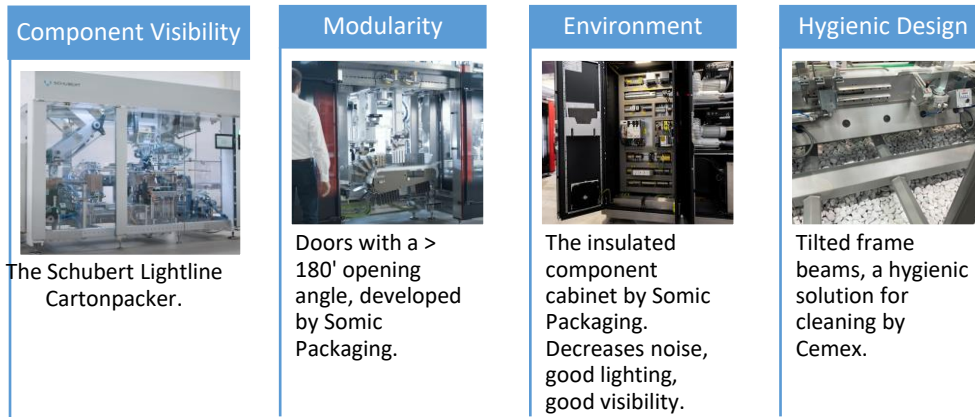 Component Visibility
SCHUBERT
The Schubert Lightline
Cartonpacker.
Modularity
Doors with a >
180' opening
angle, developed
by Somic
Packaging.
Environment
The insulated
component
cabinet by Somic
Packaging.
Decreases noise,
good lighting,
good visibility.
Hygienic Design
Tilted frame
beams, a hygienic
solution for
cleaning by
Cemex.